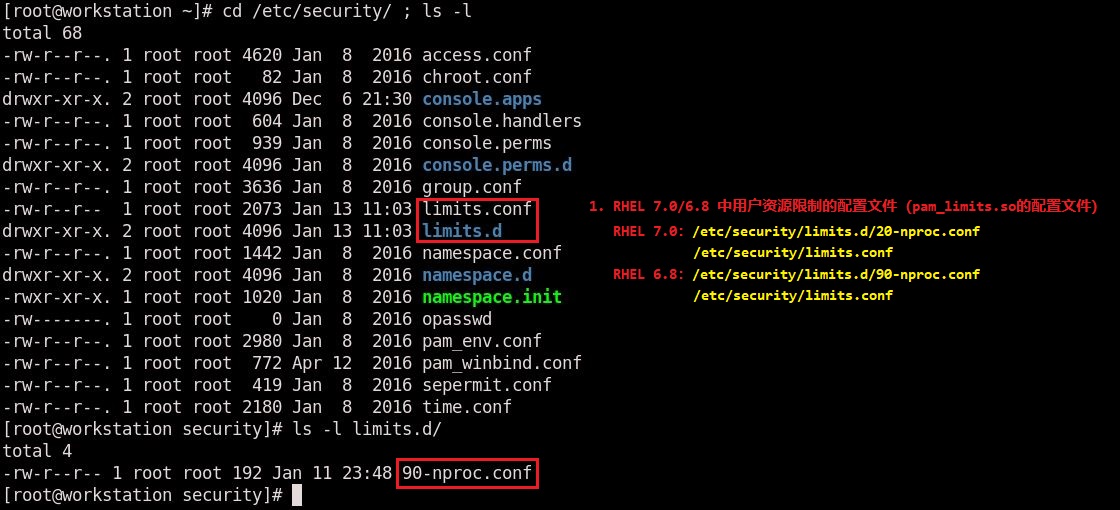 [root@workstation ~]# cd /etc/security/ ; ls -l
total 68
-rw-r--r--. 1 root root 4620 Jan  8  2016 access.conf
-rw-r--r--. 1 root root   82 Jan  8  2016 chroot.conf
drwxr-xr-x. 2 root root 4096 Dec  6 21:30 console.apps
-rw-r--r--. 1 root root  604 Jan  8  2016 console.handlers
-rw-r--r--. 1 root root  939 Jan  8  2016 console.perms
drwxr-xr-x. 2 root root 4096 Jan  8  2016 console.perms.d
-rw-r--r--. 1 root root 3636 Jan  8  2016 group.conf
-rw-r--r--  1 root root 2073 Jan 13 11:03 limits.conf
drwxr-xr-x. 2 root root 4096 Jan 13 11:03 limits.d
-rw-r--r--. 1 root root 1442 Jan  8  2016 namespace.conf
drwxr-xr-x. 2 root root 4096 Jan  8  2016 namespace.d
-rwxr-xr-x. 1 root root 1020 Jan  8  2016 namespace.init
-rw-------. 1 root root    0 Jan  8  2016 opasswd
-rw-r--r--. 1 root root 2980 Jan  8  2016 pam_env.conf
-rw-r--r--. 1 root root  772 Apr 12  2016 pam_winbind.conf
-rw-r--r--. 1 root root  419 Jan  8  2016 sepermit.conf
-rw-r--r--. 1 root root 2180 Jan  8  2016 time.conf
[root@workstation security]# ls -l limits.d/
total 4
-rw-r--r-- 1 root root 192 Jan 11 23:48 90-nproc.conf
[root@workstation security]#
1. RHEL 7.0/6.8 中用户资源限制的配置文件（pam_limits.so的配置文件）
RHEL 7.0: /etc/security/limits.d/20-nproc.conf
/etc/security/limits.conf
RHEL 6.8: /etc/security/limits.d/90-nproc.conf
/etc/security/limits.conf